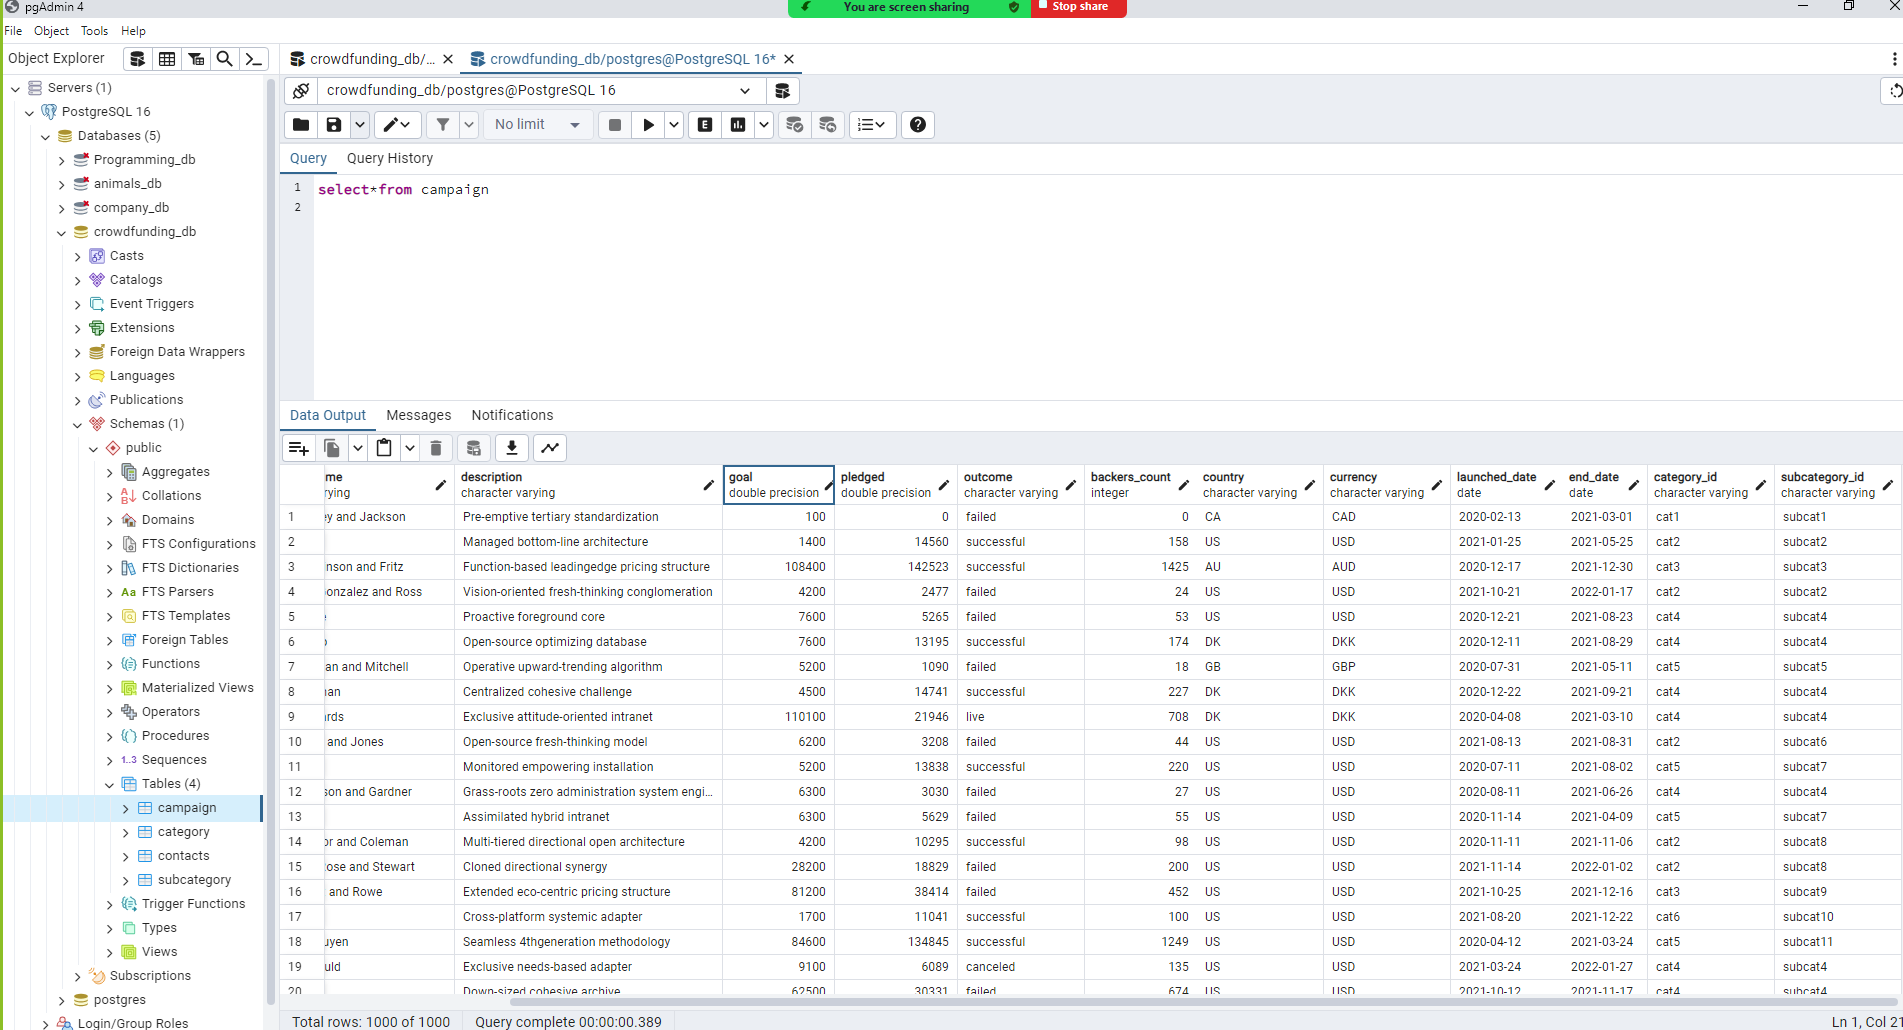 pgAdmin 4
You are screen sharing
Stop share
File Object Tools Help
Object Explorer
crowdfunding_db/...
crowdfunding_db/postgres@PostgreSQL 16*
Servers (1)
PostgreSQL 16
Databases (5)
Programming_db
animals_db
company_db
crowdfunding_db
Casts
Catalogs
Event Triggers
Extensions
Foreign Data Wrappers
Languages
Publications
Schemas (1)
public
Aggregates
Collations
Domains
FTS Configurations
FTS Dictionaries
FTS Parsers
FTS Templates
Foreign Tables
Functions
Materialized Views
Operators
Procedures
1..3 Sequences
Tables (4)
campaign
category
contacts
subcategory
Trigger Functions
Types
Views
Subscriptions
postgres
Login/Group Roles
crowdfunding_db/postgres@PostgreSQL 16
No limit
E
Query Query History
1 select*from campaign
2
Data Output Messages Notifications
me description goal pledged outcome backers_count country currency launched_date end_date category_id subcategory_id
rying character varying double precision double precision character varying integer character varying character varying date date character varying character varying
1 ey and Jackson Pre-emptive tertiary standardization 100 0 failed 0 CA CAD 2020-02-13 2021-03-01 cat1 subcat1
2 Managed bottom-line architecture 1400 14560 successful 158 US USD 2021-01-25 2021-05-25 cat2 subcat2
3 nson and Fritz Function-based leadingedge pricing structure 108400 142523 successful 1425 AU AUD 2020-12-17 2021-12-30 cat3 subcat3
4 onzalez and Ross Vision-oriented fresh-thinking conglomeration 4200 2477 failed 24 US USD 2021-10-21 2022-01-17 cat2 subcat2
5 Proactive foreground core 7600 5265 failed 53 US USD 2020-12-21 2021-08-23 cat4 subcat4
6 Open-source optimizing database 7600 13195 successful 174 DK DKK 2020-12-11 2021-08-29 cat4 subcat4
7 an and Mitchell Operative upward-trending algorithm 5200 1090 failed 18 GB GBP 2020-07-31 2021-05-11 cat5 subcat5
8 nan Centralized cohesive challenge 4500 14741 successful 227 DK DKK 2020-12-22 2021-09-21 cat4 subcat4
9 rds Exclusive attitude-oriented intranet 110100 21946 live 708 DK DKK 2020-04-08 2021-03-10 cat4 subcat4
10 and Jones Open-source fresh-thinking model 6200 3208 failed 44 US USD 2021-08-13 2021-08-31 cat2 subcat6
11 Monitored empowering installation 5200 13838 successful 220 US USD 2020-07-11 2021-08-02 cat5 subcat7
12 son and Gardner Grass-roots zero administration system engi... 6300 3030 failed 27 US USD 2020-08-11 2021-06-26 cat4 subcat4
13 Assimilated hybrid intranet 6300 5629 failed 55 US USD 2020-11-14 2021-04-09 cat5 subcat7
14 or and Coleman Multi-tiered directional open architecture 4200 10295 successful 98 US USD 2020-11-11 2021-11-06 cat2 subcat8
15 ose and Stewart Cloned directional synergy 28200 18829 failed 200 US USD 2021-11-14 2022-01-02 cat2 subcat8
16 and Rowe Extended eco-centric pricing structure 81200 38414 failed 452 US USD 2021-10-25 2021-12-16 cat3 subcat9
17 Cross-platform systemic adapter 1700 11041 successful 100 US USD 2021-08-20 2021-12-22 cat6 subcat10
18 uyen Seamless 4thgeneration methodology 84600 134845 successful 1249 US USD 2020-04-12 2021-03-24 cat5 subcat11
19 uld Exclusive needs-based adapter 9100 6089 canceled 135 US USD 2021-03-24 2022-01-27 cat4 subcat4
20 Down-sized cohesive archive 62500 30331 failed 674 US USD 2021-10-12 2021-11-17 cat4 subcat4
Total rows: 1000 of 1000 Query complete 00:00:00.389 Ln 1, Col 21